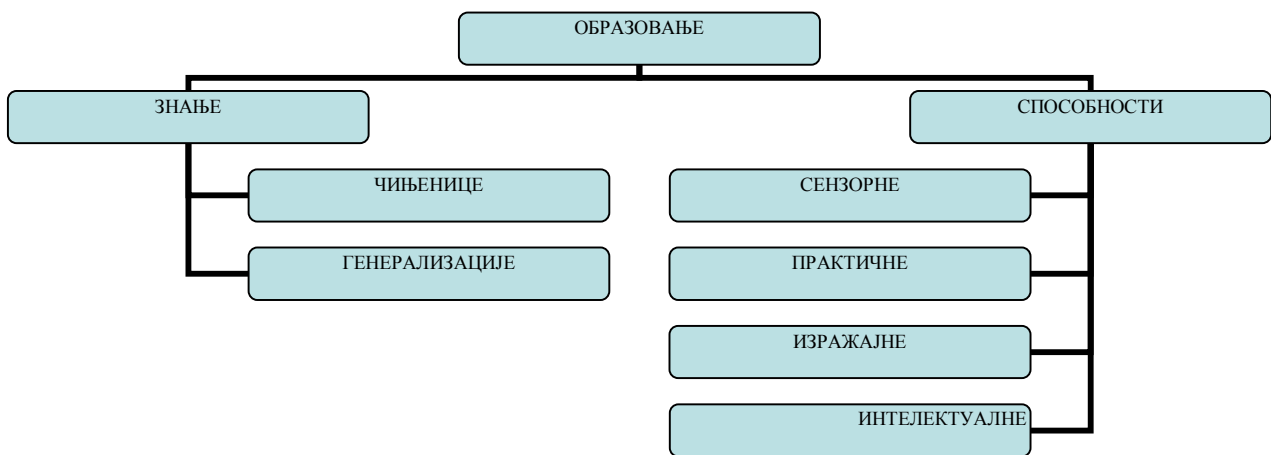 ОБРАЗОВАЊЕ
ЗНАЊЕ
СПОСОБНОСТИ
ЧИЊЕНИЦЕ
СЕНЗОРНЕ
ГЕНЕРАЛИЗАЦИЈЕ
ПРАКТИЧНЕ
ИЗРАЖАЈНЕ
ИНТЕЛЕКТУАЛНЕ